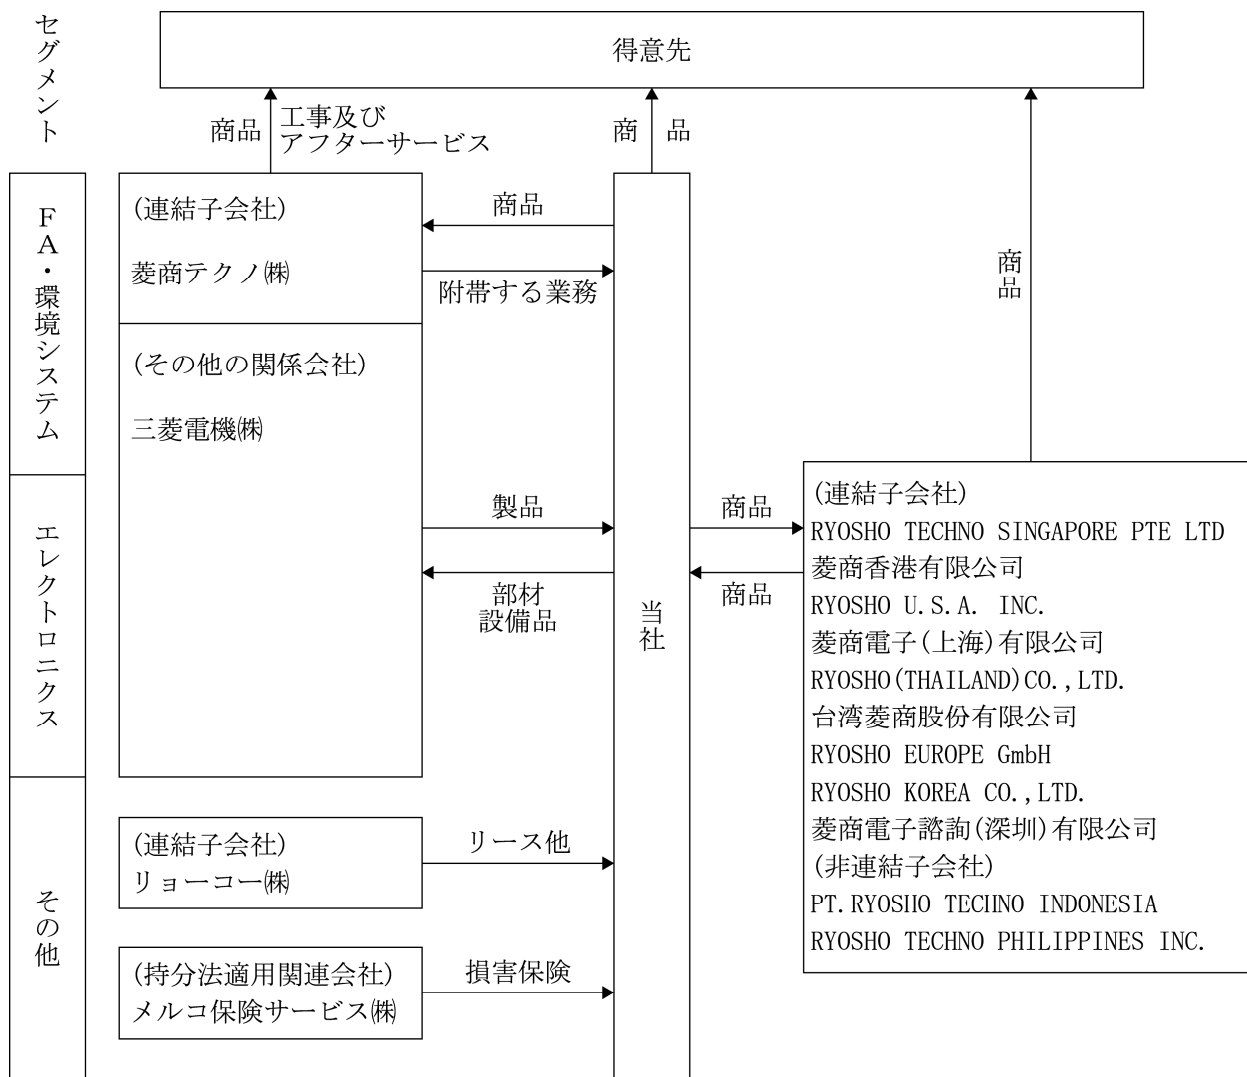 セグメント
得意先
商品
工事及び
アフターサービス
商品
ＦＡ・環境システム
(連結子会社)
菱商テクノ㈱
商品
附帯する業務
商品
(その他の関係会社)
三菱電機㈱
エレクトロニクス
製品
部材
設備品
当社
商品
商品
(連結子会社)
RYOSHO TECHNO SINGAPORE PTE LTD
菱商香港有限公司
RYOSHO U.S.A. INC.
菱商電子(上海)有限公司
RYOSHO(THAILAND)CO.,LTD.
台湾菱商股份有限公司
RYOSHO EUROPE GmbH
RYOSHO KOREA CO.,LTD.
菱商電子諮詢(深圳)有限公司
(非連結子会社)
PT.RYOSHO TECHNO INDONESIA
RYOSHO TECHNO PHILIPPINES INC.
その他
(連結子会社)
リョーコー㈱
リース他
(持分法適用関連会社)
メルコ保険サービス㈱
損害保険